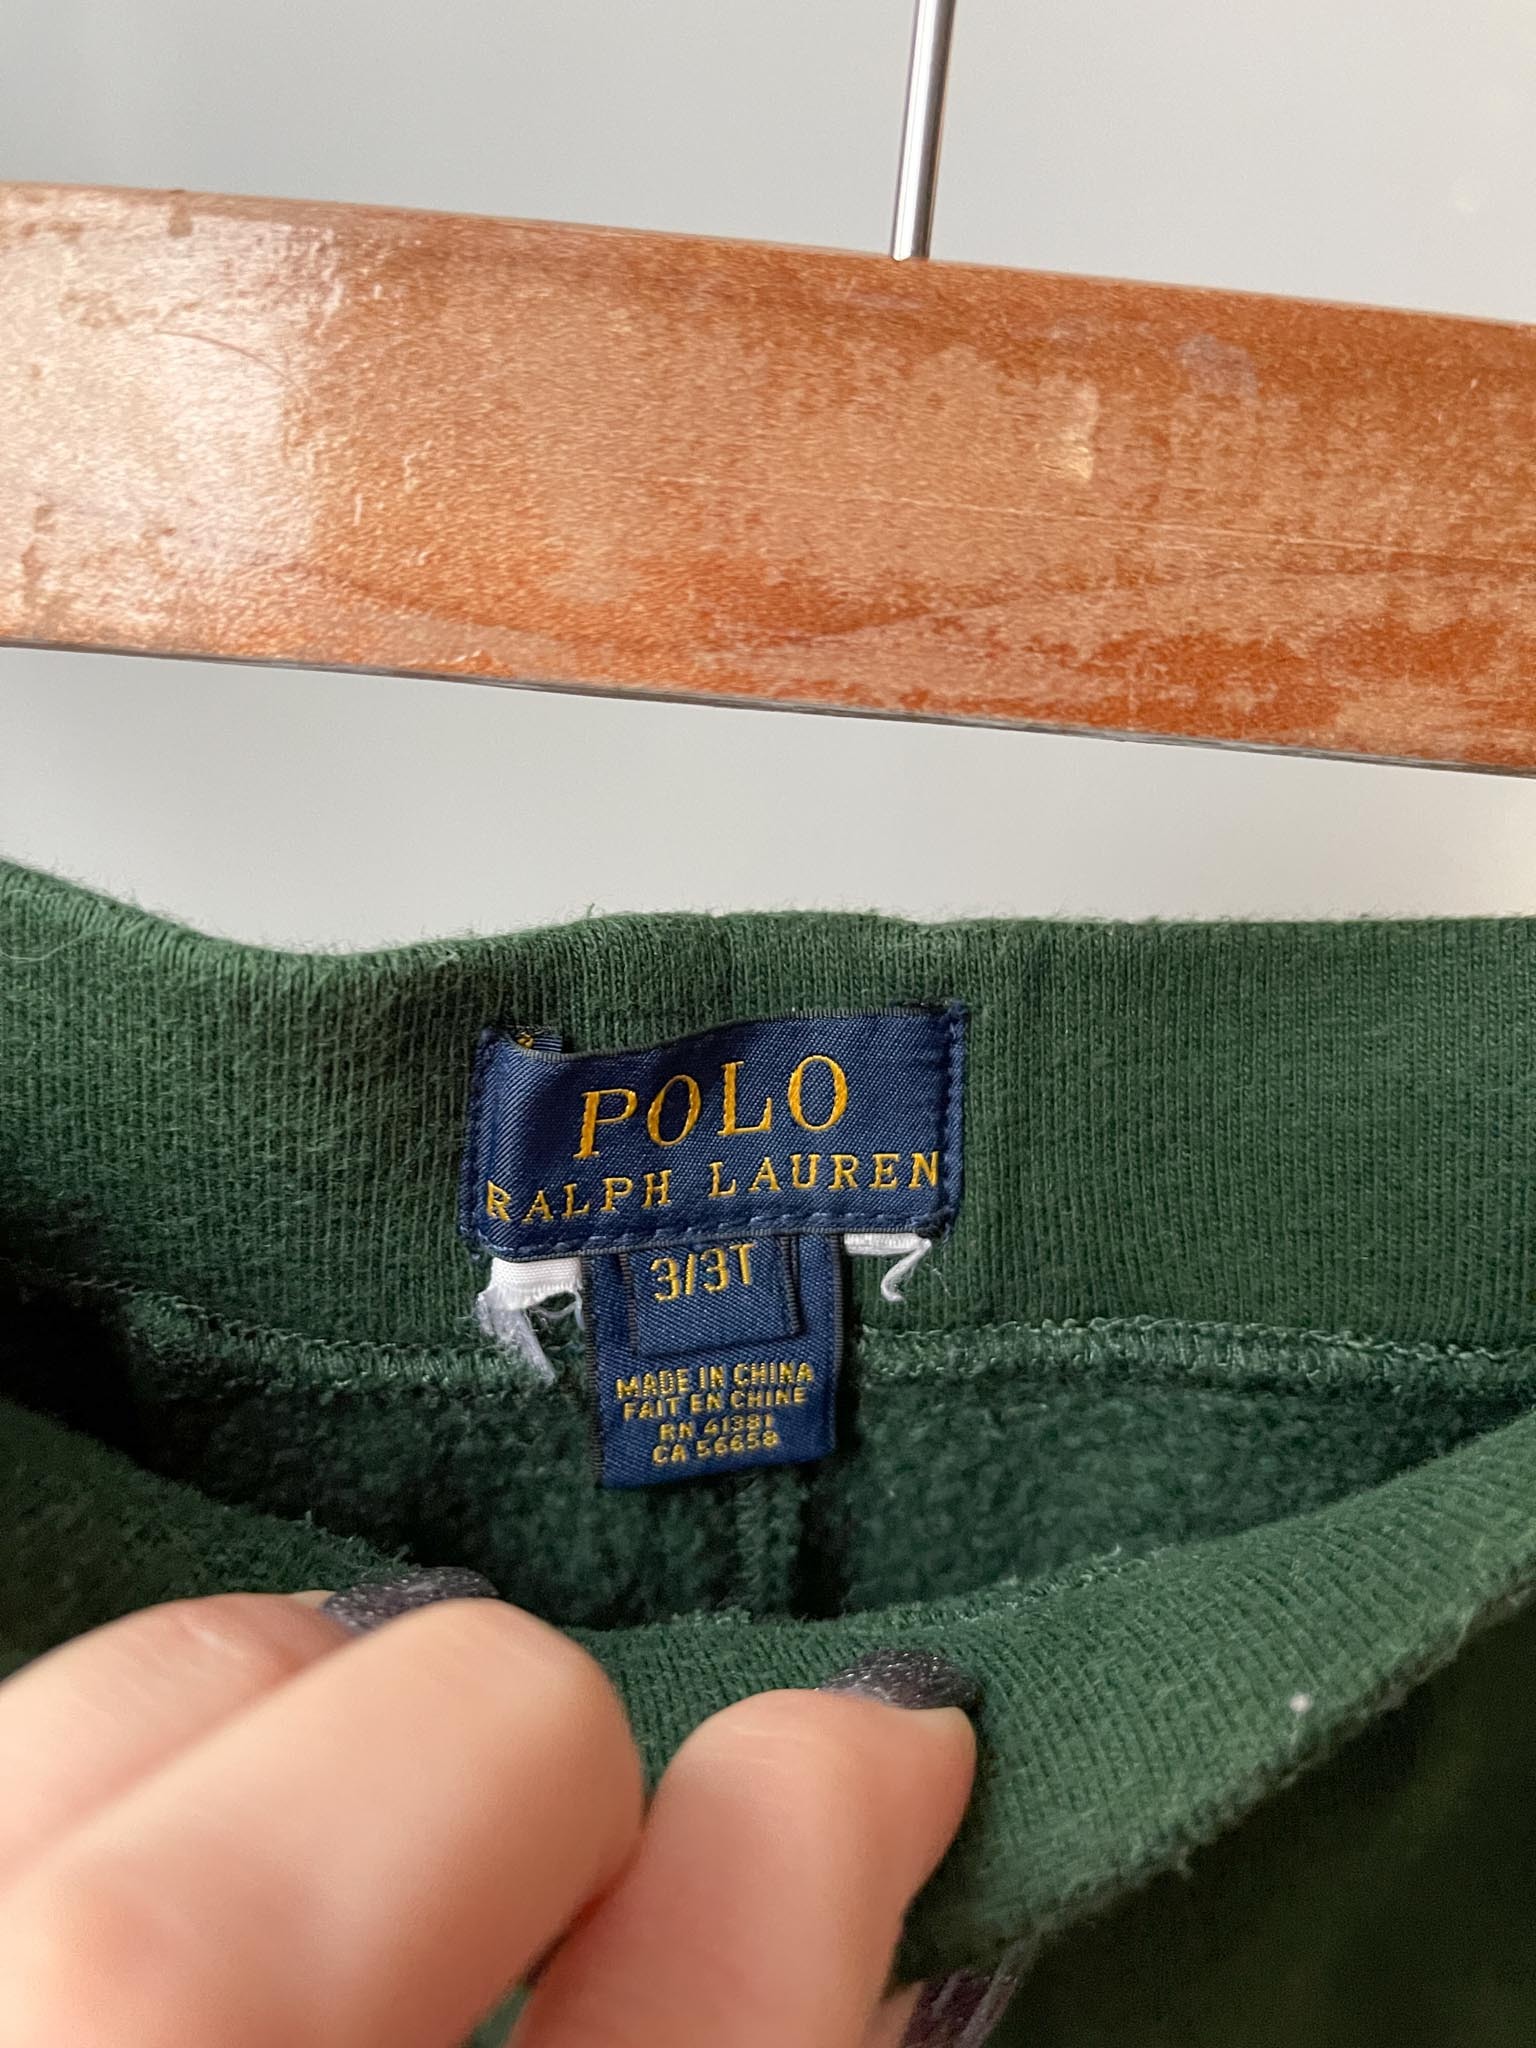 POLO
RALPH LAUREN
3/3T
MADE IN CHINA
FAIT EN CHINE
RN 41381
CA 56658